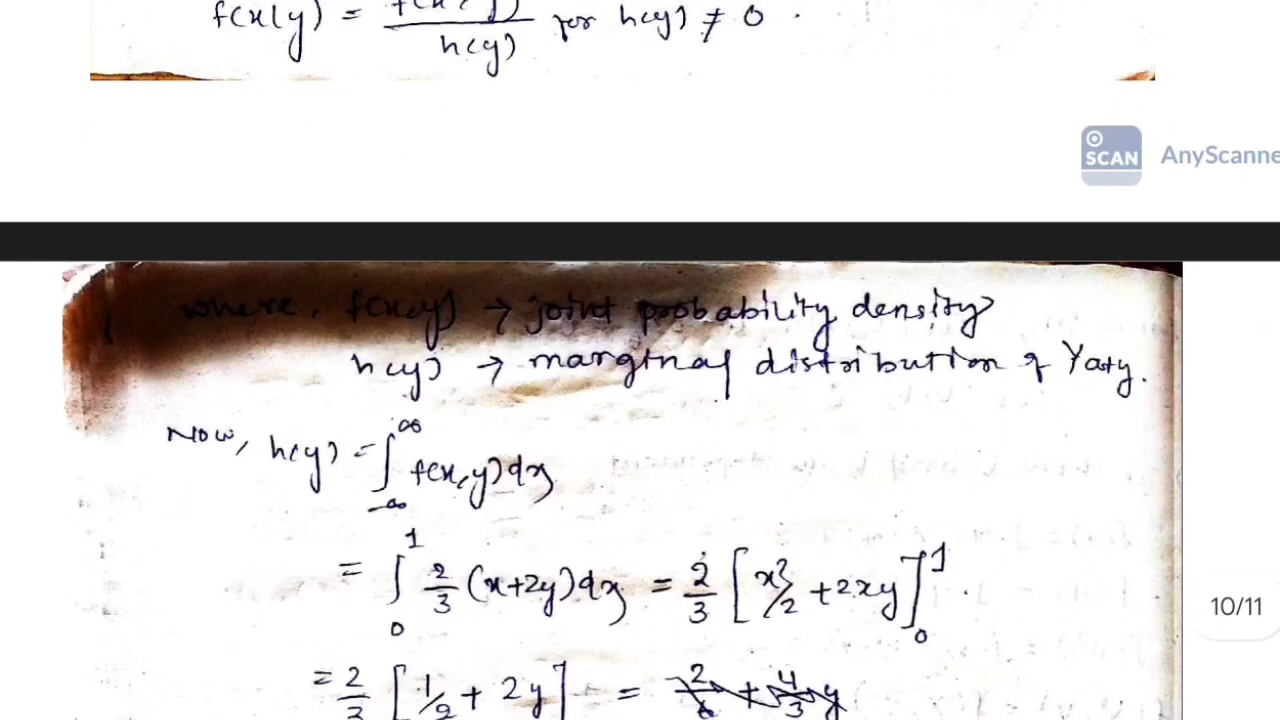 f(x|y) = f(x,y) / h(y) for h(y) ≠ 0 .
SCAN AnyScanne
where, f(x,y) → joint probability density
h(y) → marginal distribution of Y at y.
Now, h(y) = ∫_{-∞}^{∞} f(x,y) dx
= ∫_0^1 2/3 (x+2y) dx = 2/3 [x²/2 + 2xy]_0^1 .
10/11
= 2/3 [1/2 + 2y] = 2/6 + 4/3 y